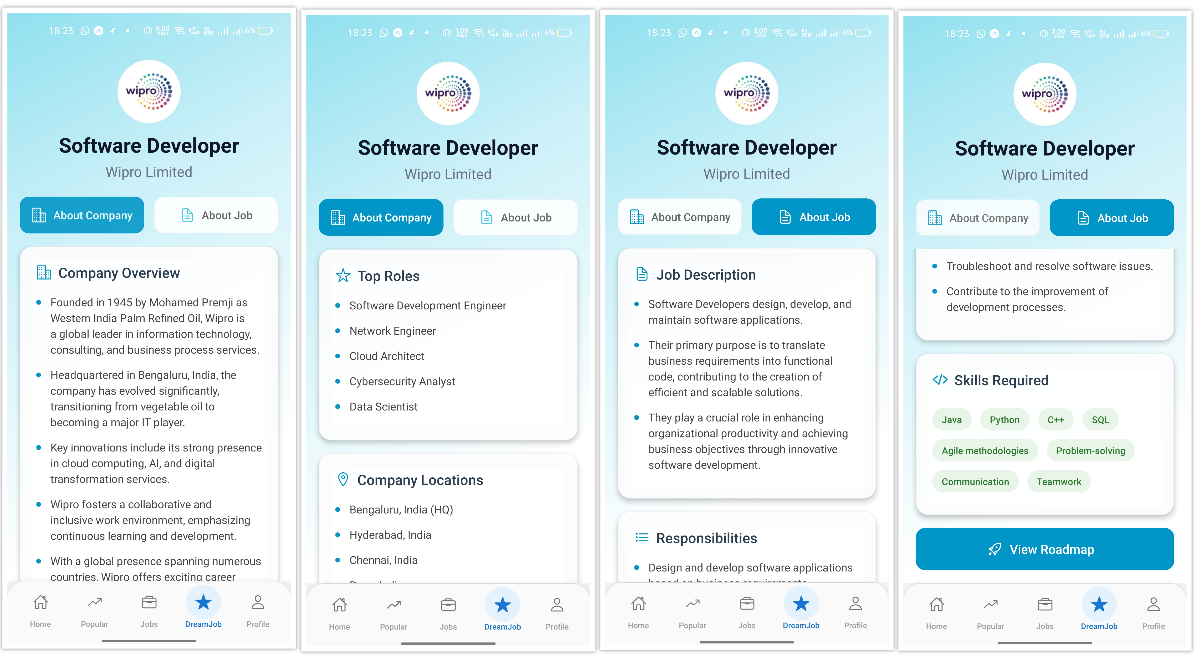 18:23
6%
wipro
Software Developer
Wipro Limited
About Company
About Job
Company Overview
Founded in 1945 by Mohamed Premji as
Western India Palm Refined Oil, Wipro is
a global leader in information technology,
consulting, and business process services.
Headquartered in Bengaluru, India, the
company has evolved significantly,
transitioning from vegetable oil to
becoming a major IT player.
Key innovations include its strong presence
in cloud computing, AI, and digital
transformation services.
Wipro fosters a collaborative and
inclusive work environment, emphasizing
continuous learning and development.
With a global presence spanning numerous
countries, Wipro offers exciting career
Home
Popular
Jobs
DreamJob
Profile
18:23
6%
wipro
Software Developer
Wipro Limited
About Company
About Job
Top Roles
Software Development Engineer
Network Engineer
Cloud Architect
Cybersecurity Analyst
Data Scientist
Company Locations
Bengaluru, India (HQ)
Hyderabad, India
Chennai, India
Home
Popular
Jobs
DreamJob
Profile
18:23
6%
wipro
Software Developer
Wipro Limited
About Company
About Job
Job Description
Software Developers design, develop, and
maintain software applications.
Their primary purpose is to translate
business requirements into functional
code, contributing to the creation of
efficient and scalable solutions.
They play a crucial role in enhancing
organizational productivity and achieving
business objectives through innovative
software development.
Responsibilities
Design and develop software applications
based on business requirements
Home
Popular
Jobs
DreamJob
Profile
18:23
6%
wipro
Software Developer
Wipro Limited
About Company
About Job
Troubleshoot and resolve software issues.
Contribute to the improvement of
development processes.
Skills Required
Java
Python
C++
SQL
Agile methodologies
Problem-solving
Communication
Teamwork
View Roadmap
Home
Popular
Jobs
DreamJob
Profile